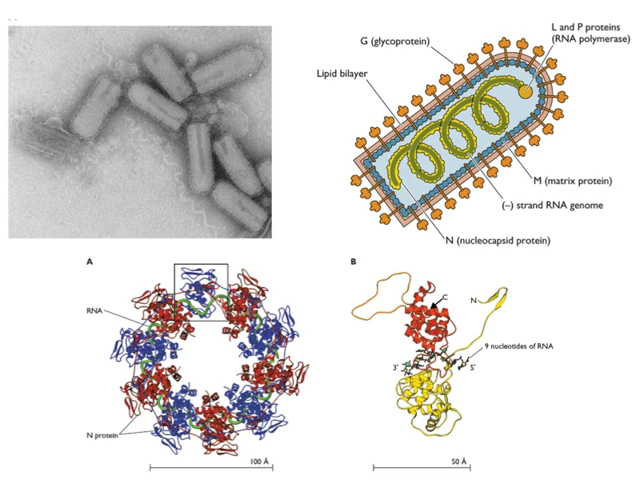 L and P proteins
(RNA polymerase)
G (glycoprotein)
Lipid bilayer
M (matrix protein)
(–) strand RNA genome
N (nucleocapsid protein)
A
RNA
N protein
100 Å
B
C
N
9 nucleotides of RNA
3′
5′
50 Å